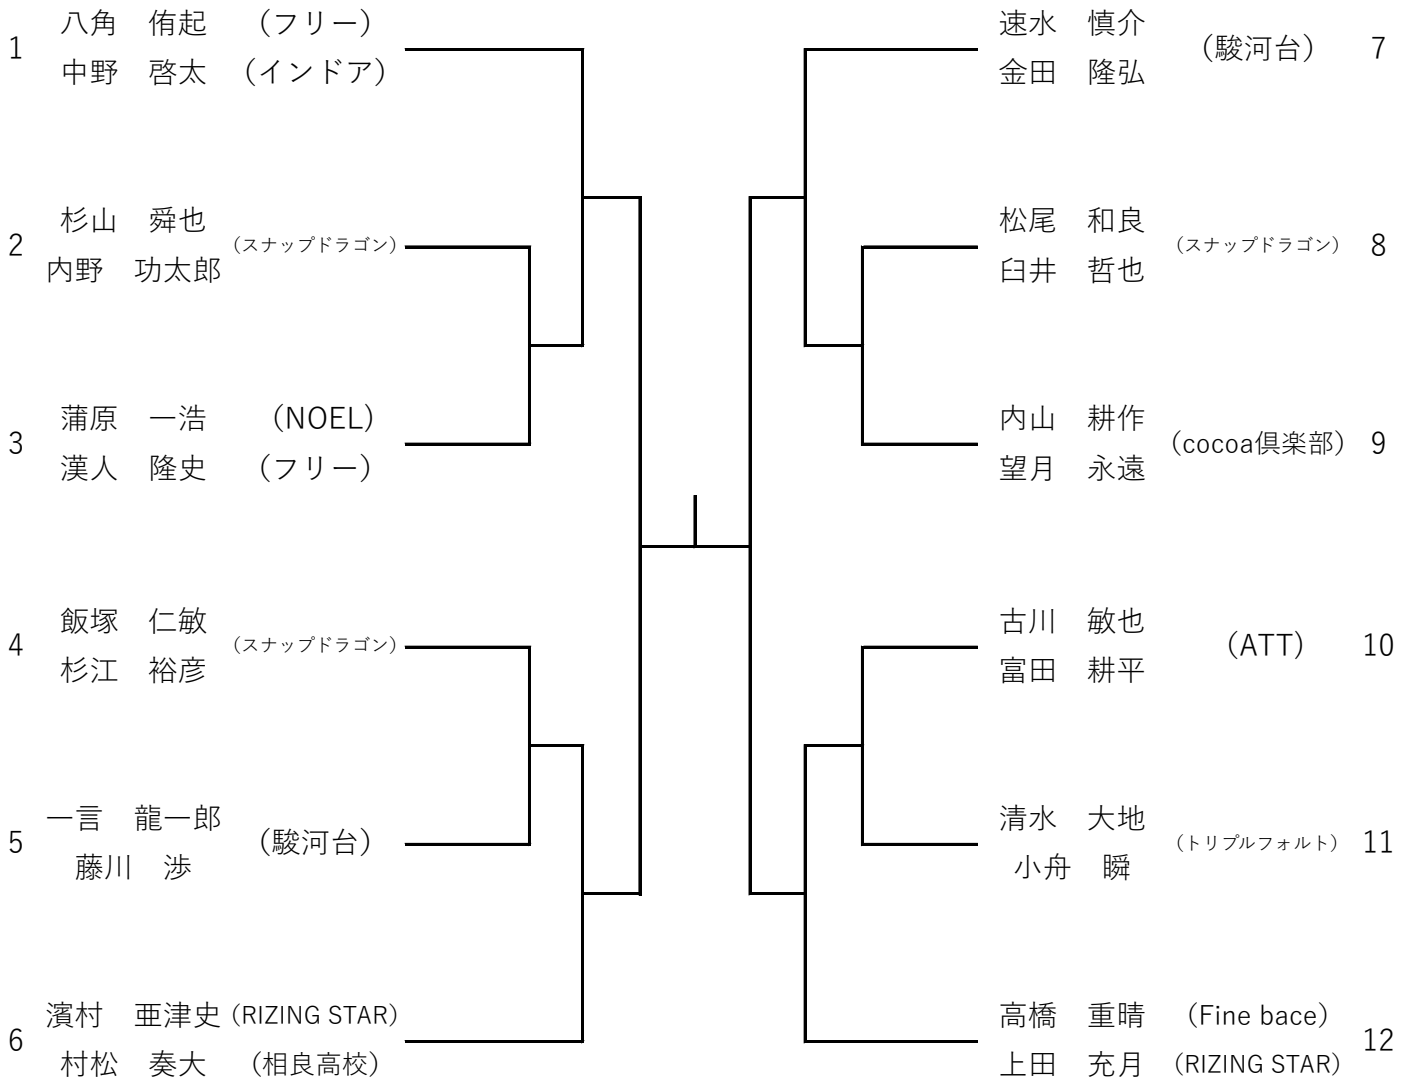 1 八角　侑起 （フリー）
中野　啓太 （インドア）
2 杉山　舜也 （スナップドラゴン）
内野　功太郎
3 蒲原　一浩 （NOEL）
漢人　隆史 （フリー）
4 飯塚　仁敏 （スナップドラゴン）
杉江　裕彦
5 一言　龍一郎 （駿河台）
藤川　渉
6 濱村　亜津史 （RIZING STAR）
村松　奏大 （相良高校）
速水　慎介 （駿河台） 7
金田　隆弘
松尾　和良 （スナップドラゴン） 8
臼井　哲也
内山　耕作 （cocoa倶楽部） 9
望月　永遠
古川　敏也 （ATT） 10
富田　耕平
清水　大地 （トリプルフォルト） 11
小舟　瞬
高橋　重晴 （Fine bace） 12
上田　充月 （RIZING STAR）